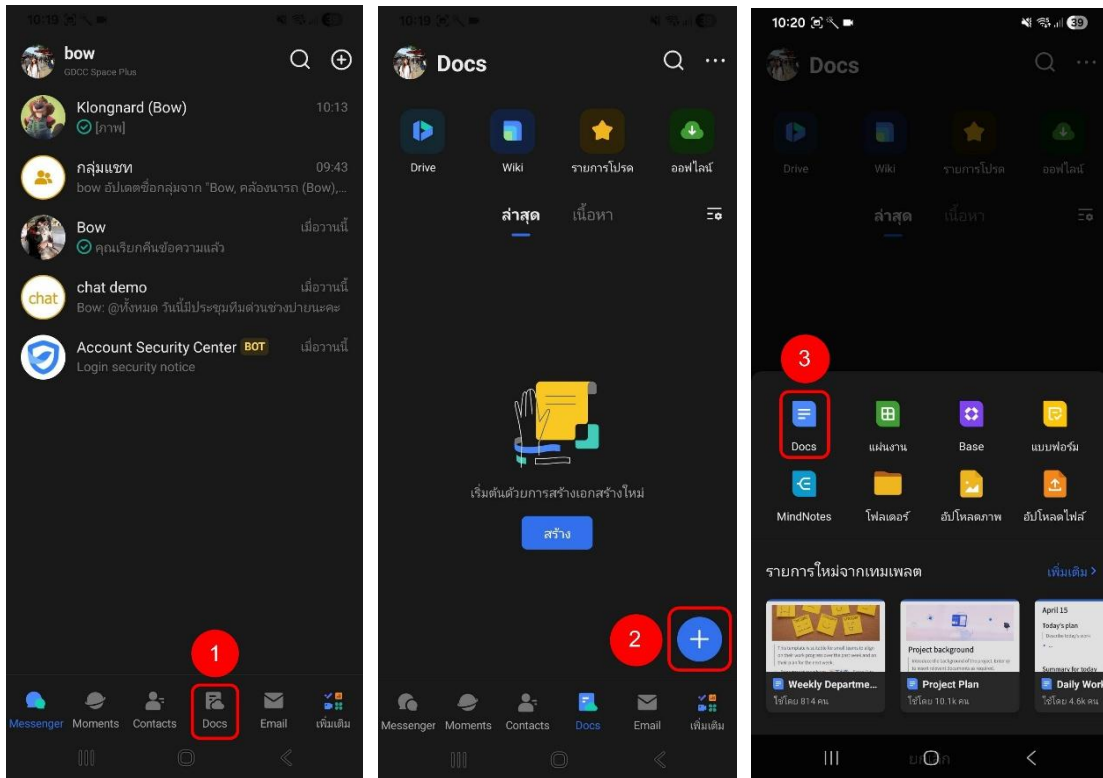 10:19
bow
GDCC Space Plus
Klongnard (Bow)
10:13
[ภาพ]
กลุ่มแชท
09:43
bow อัปเดตชื่อกลุ่มจาก "Bow, คล้องนารถ (Bow),...
Bow
เมื่อวานนี้
คุณเรียกคืนข้อความแล้ว
chat
chat demo
เมื่อวานนี้
Bow: @ทั้งหมด วันนี้มีประชุมทีมด่วนช่วงบ่ายนะคะ
Account Security Center BOT
เมื่อวานนี้
Login security notice
1
Messenger Moments Contacts Docs Email เพิ่มเติม
10:19
Docs
Drive Wiki รายการโปรด ออฟไลน์
ล่าสุด เนื้อหา
เริ่มต้นด้วยการสร้างเอกสร้างใหม่
สร้าง
2
Messenger Moments Contacts Docs Email เพิ่มเติม
10:20
39
Docs
Drive Wiki รายการโปรด ออฟไลน์
ล่าสุด เนื้อหา
3
Docs แผ่นงาน Base แบบฟอร์ม
MindNotes โฟลเดอร์ อัปโหลดภาพ อัปโหลดไฟล์
รายการใหม่จากเทมเพลต
เพิ่มเติม >
Project background
April 15
Today's plan
Summary for today
Weekly Departme...
ใช้โดย 814 คน
Project Plan
ใช้โดย 10.1k คน
Daily Work
ใช้โดย 4.6k คน
ยกเลิก